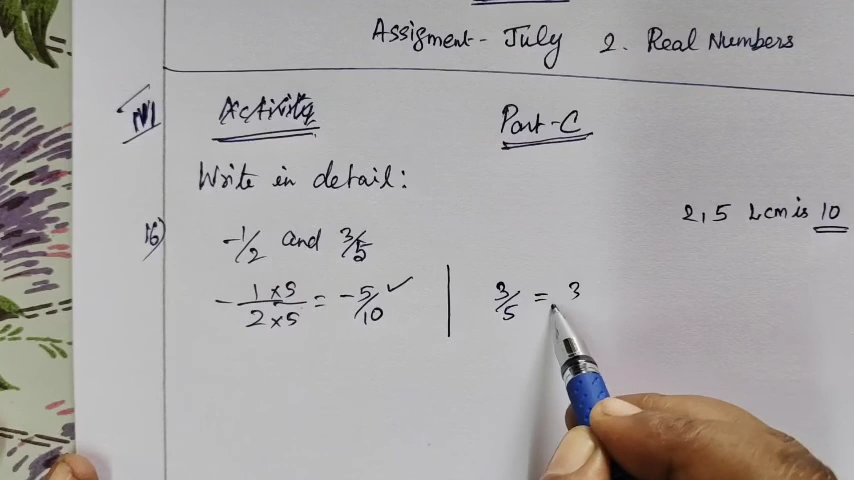 Assigment - July 2. Real Numbers
IV)
Activity
Part-C
Write in detail:
2,5 Lcm is 10
16) -1/2 and 3/5
- 1×5/2×5 = -5/10 ✓ | 3/5 = 3